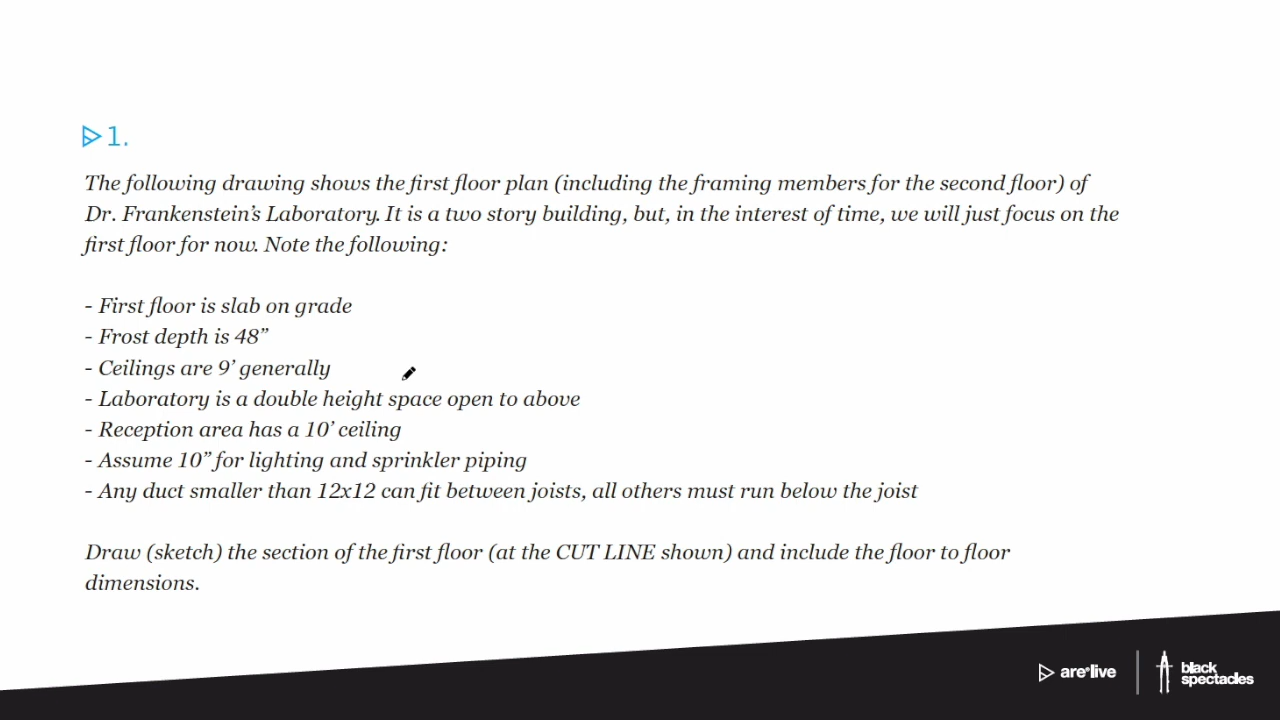 1.
The following drawing shows the first floor plan (including the framing members for the second floor) of
Dr. Frankenstein’s Laboratory. It is a two story building, but, in the interest of time, we will just focus on the
first floor for now. Note the following:
- First floor is slab on grade
- Frost depth is 48”
- Ceilings are 9’ generally
- Laboratory is a double height space open to above
- Reception area has a 10’ ceiling
- Assume 10” for lighting and sprinkler piping
- Any duct smaller than 12x12 can fit between joists, all others must run below the joist
Draw (sketch) the section of the first floor (at the CUT LINE shown) and include the floor to floor
dimensions.
are live
black
spectacles